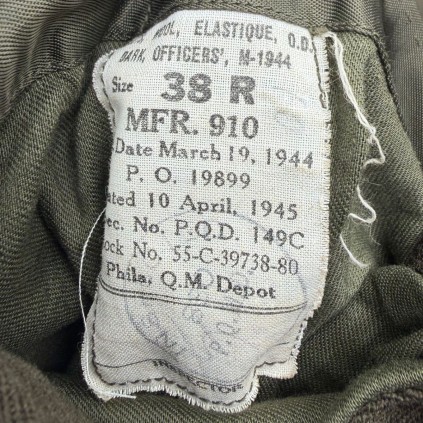 OOL, ELASTIQUE, O.D.
DARK, OFFICERS', M-1944
Size 38 R
MFR. 910
Date March 19, 1944
P. O. 19899
ated 10 April, 1945
ec. No. P.Q.D. 149C
ock No. 55-C-39738-80
Phila. Q.M. Depot
P.Q.
INSPECTOR